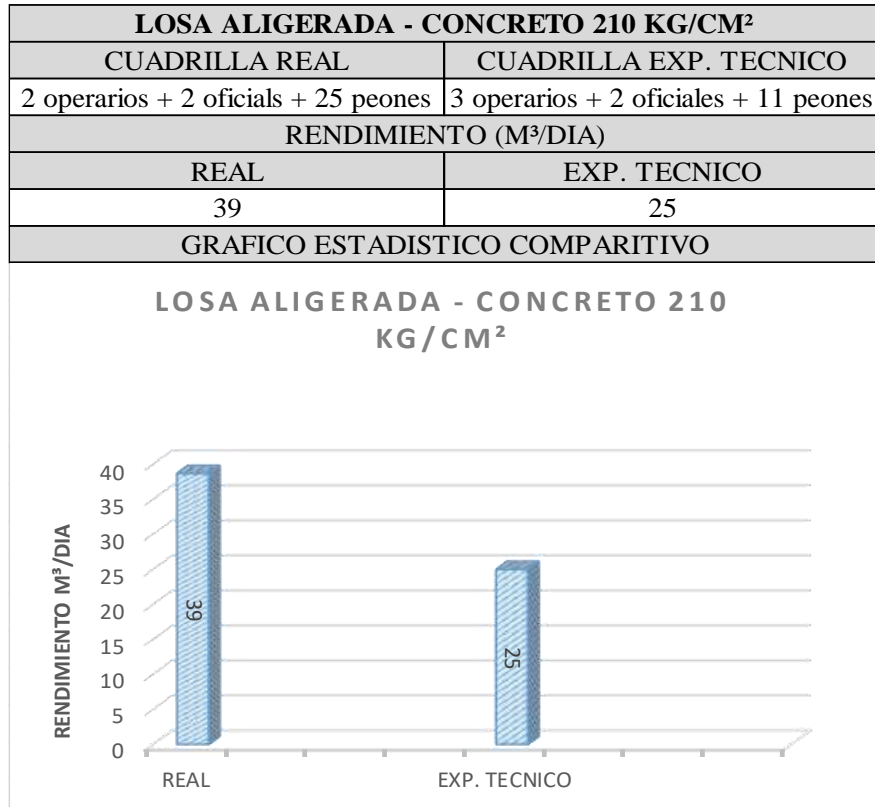 LOSA ALIGERADA - CONCRETO 210 KG/CM²
CUADRILLA REAL CUADRILLA EXP. TECNICO
2 operarios + 2 oficials + 25 peones 3 operarios + 2 oficiales + 11 peones
RENDIMIENTO (M³/DIA)
REAL EXP. TECNICO
39 25
GRAFICO ESTADISTICO COMPARITIVO
LOSA ALIGERADA - CONCRETO 210
KG/CM²
RENDIMIENTO M³/DIA
40
35
30
25
20
15
10
5
0
39
25
REAL EXP. TECNICO